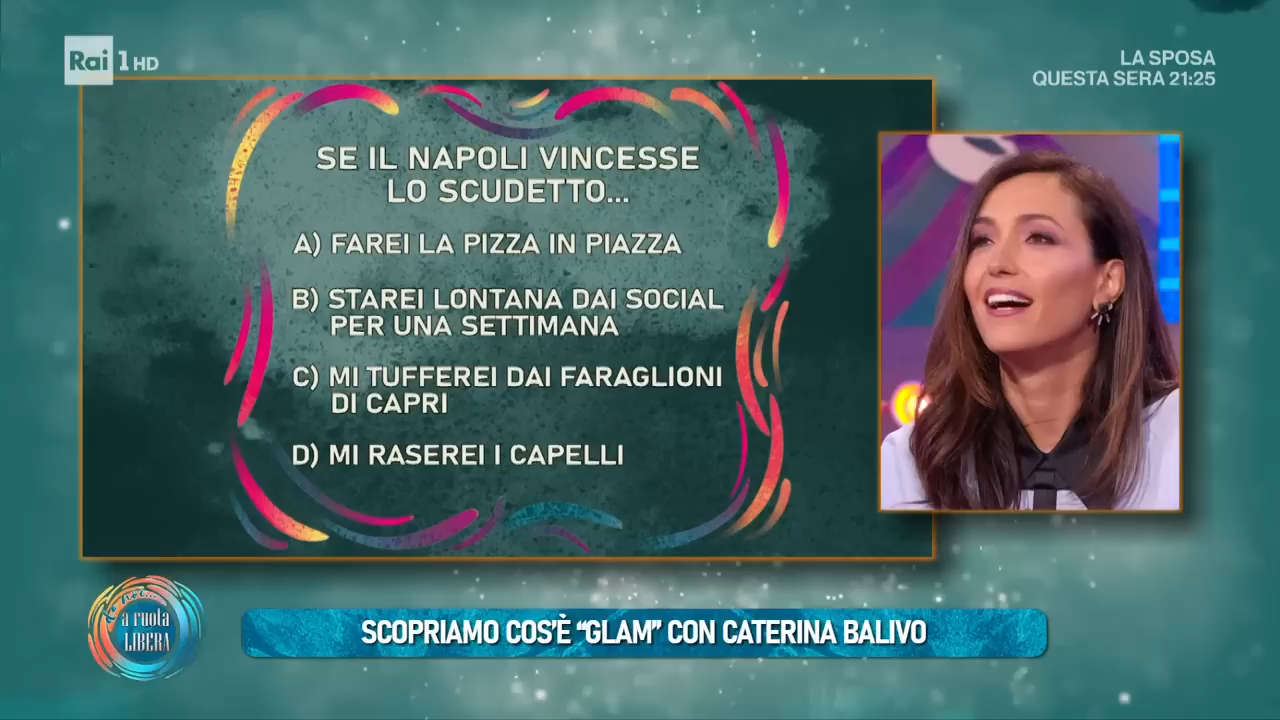 Rai 1 HD
LA SPOSA
QUESTA SERA 21:25
SE IL NAPOLI VINCESSE
LO SCUDETTO...
A) FAREI LA PIZZA IN PIAZZA
B) STAREI LONTANA DAI SOCIAL
PER UNA SETTIMANA
C) MI TUFFEREI DAI FARAGLIONI
DI CAPRI
D) MI RASEREI I CAPELLI
Da noi...
a ruota
LIBERA
SCOPRIAMO COS'È “GLAM” CON CATERINA BALIVO